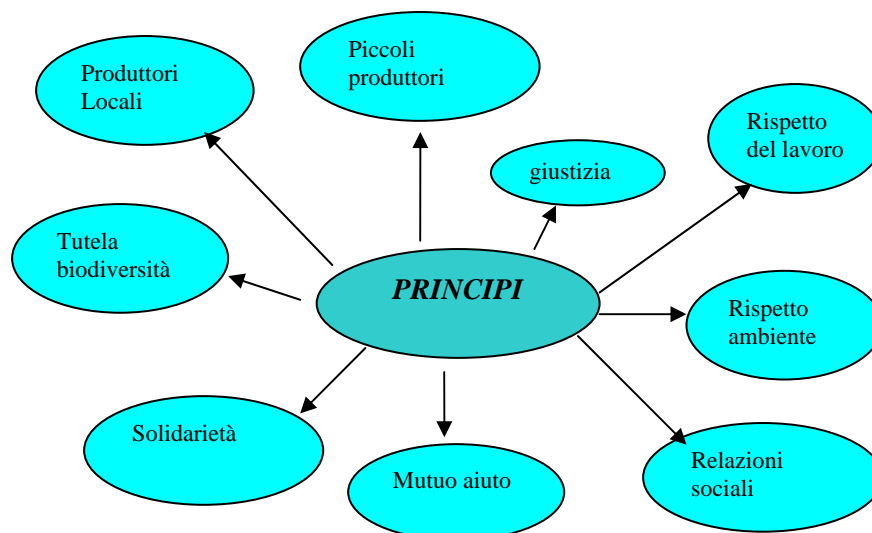 Piccoli
produttori
Produttori
Locali
Rispetto
del lavoro
giustizia
Tutela
biodiversità
PRINCIPI
Rispetto
ambiente
Solidarietà
Mutuo aiuto
Relazioni
sociali